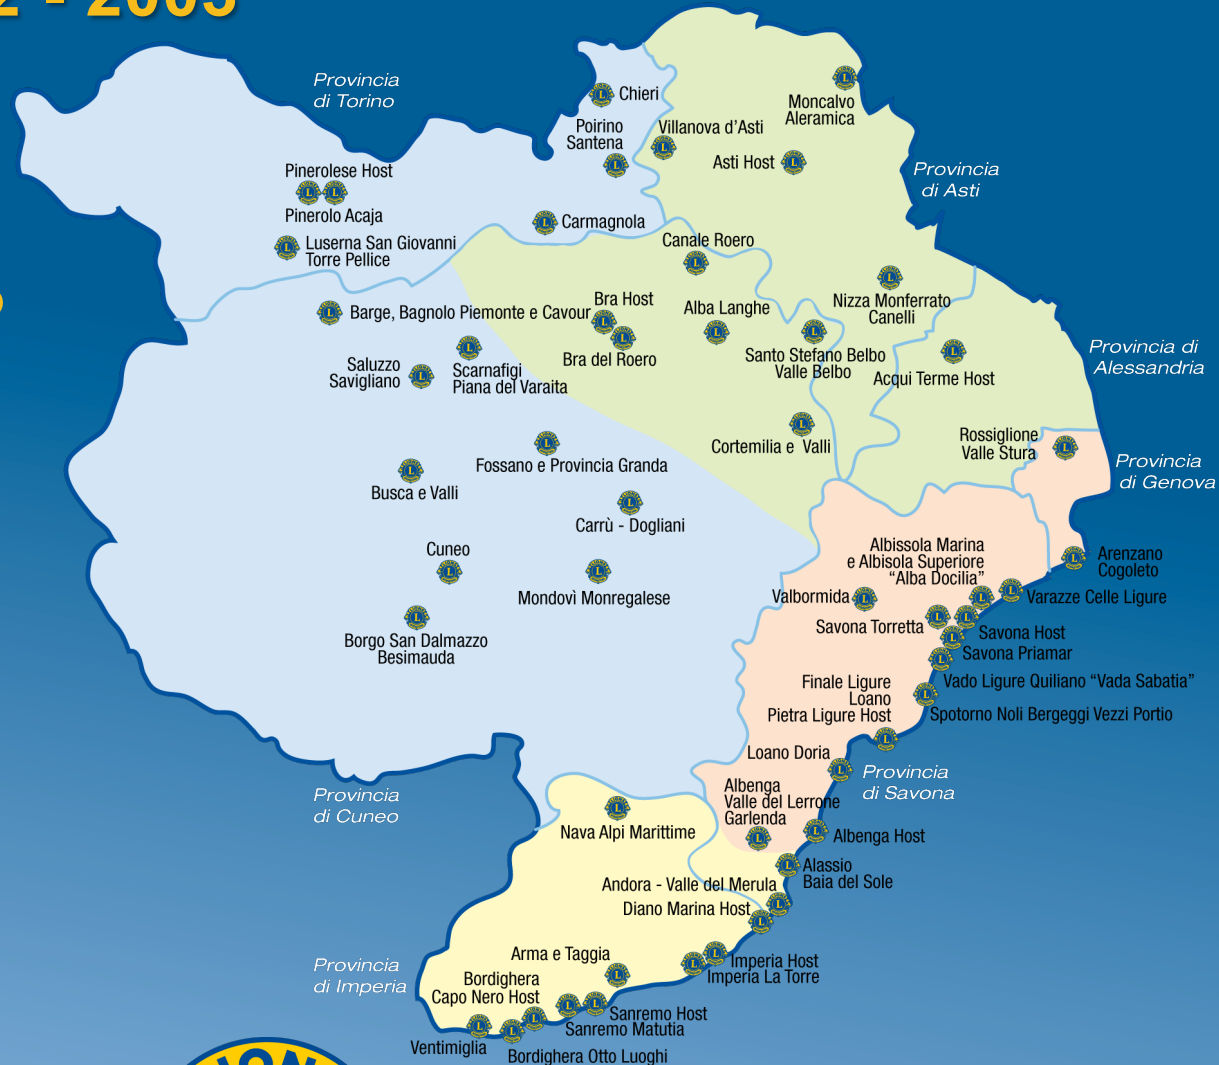 2 - 2003
Provincia
di Torino
Chieri
Poirino
Santena
Villanova d'Asti
Moncalvo
Aleramica
Asti Host
Provincia
di Asti
Pinerolese Host
Pinerolo Acaja
Luserna San Giovanni
Torre Pellice
Carmagnola
Canale Roero
Nizza Monferrato
Canelli
Barge, Bagnolo Piemonte e Cavour
Bra Host
Bra del Roero
Alba Langhe
Santo Stefano Belbo
Valle Belbo
Acqui Terme Host
Provincia di
Alessandria
Saluzzo
Savigliano
Scarnafigi
Piana del Varaita
Cortemilia e Valli
Rossiglione
Valle Stura
Provincia
di Genova
Fossano e Provincia Granda
Busca e Valli
Carrù - Dogliani
Cuneo
Mondovì Monregalese
Borgo San Dalmazzo
Besimauda
Albissola Marina
e Albisola Superiore
“Alba Docilia”
Arenzano
Cogoleto
Valbormida
Varazze Celle Ligure
Savona Torretta
Savona Host
Savona Priamar
Vado Ligure Quiliano “Vada Sabatia”
Finale Ligure
Loano
Pietra Ligure Host
Spotorno Noli Bergeggi Vezzi Portio
Loano Doria
Provincia
di Savona
Provincia
di Cuneo
Albenga
Valle del Lerrone
Garlenda
Nava Alpi Marittime
Albenga Host
Alassio
Baia del Sole
Andora - Valle del Merula
Diano Marina Host
Provincia
di Imperia
Arma e Taggia
Imperia Host
Imperia La Torre
Bordighera
Capo Nero Host
Sanremo Host
Sanremo Matutia
Ventimiglia
Bordighera Otto Luoghi
ION